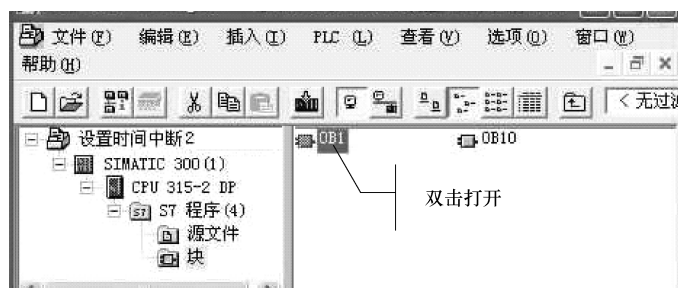 文件(F) 编辑(E) 插入(I) PLC (L) 查看(V) 选项(O) 窗口(W)
帮助(H)
< 无过滤
设置时间中断2
OB1
OB10
SIMATIC 300(1)
CPU 315-2 DP
双击打开
S7 程序(4)
源文件
块